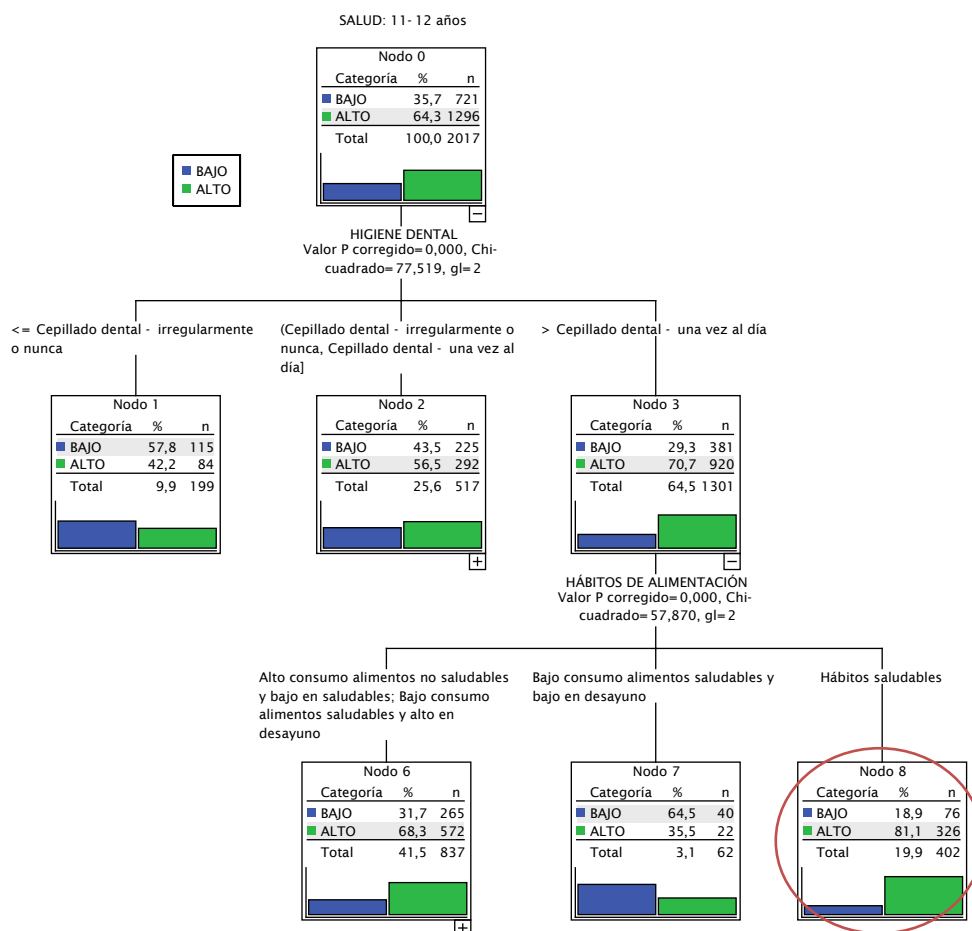 SALUD: 11- 12 años
Nodo 0
Categoría % n
BAJO 35,7 721
ALTO 64,3 1296
Total 100,0 2017
BAJO
ALTO
HIGIENE DENTAL
Valor P corregido=0,000, Chi-
cuadrado=77,519, gl=2
<= Cepillado dental - irregularmente
o nunca
(Cepillado dental - irregularmente o
nunca, Cepillado dental - una vez al
día]
> Cepillado dental - una vez al día
Nodo 1
Categoría % n
BAJO 57,8 115
ALTO 42,2 84
Total 9,9 199
Nodo 2
Categoría % n
BAJO 43,5 225
ALTO 56,5 292
Total 25,6 517
Nodo 3
Categoría % n
BAJO 29,3 381
ALTO 70,7 920
Total 64,5 1301
HÁBITOS DE ALIMENTACIÓN
Valor P corregido=0,000, Chi-
cuadrado=57,870, gl=2
Alto consumo alimentos no saludables
y bajo en saludables; Bajo consumo
alimentos saludables y alto en
desayuno
Bajo consumo alimentos saludables y
bajo en desayuno
Hábitos saludables
Nodo 6
Categoría % n
BAJO 31,7 265
ALTO 68,3 572
Total 41,5 837
Nodo 7
Categoría % n
BAJO 64,5 40
ALTO 35,5 22
Total 3,1 62
Nodo 8
Categoría % n
BAJO 18,9 76
ALTO 81,1 326
Total 19,9 402